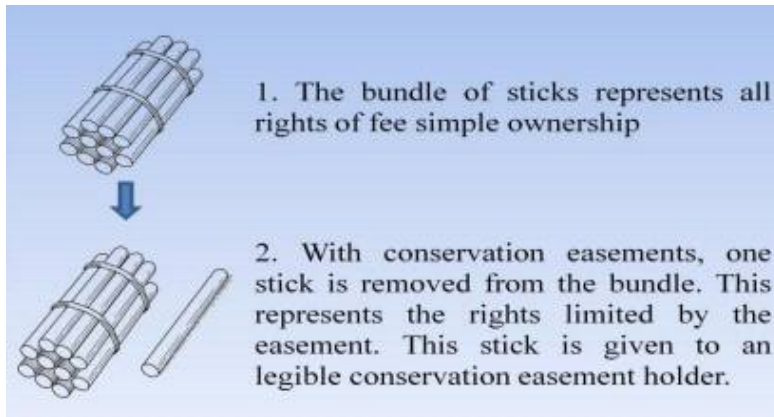 1. The bundle of sticks represents all
rights of fee simple ownership
2. With conservation easements, one
stick is removed from the bundle. This
represents the rights limited by the
easement. This stick is given to an
legible conservation easement holder.